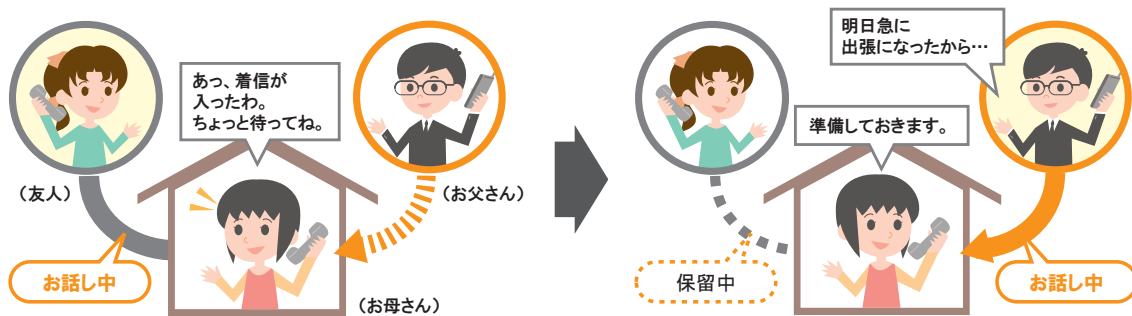 あっ、着信が
入ったわ。
ちょっと待ってね。
（友人）
（お父さん）
お話し中
（お母さん）
明日急に
出張になったから…
準備しておきます。
保留中
お話し中